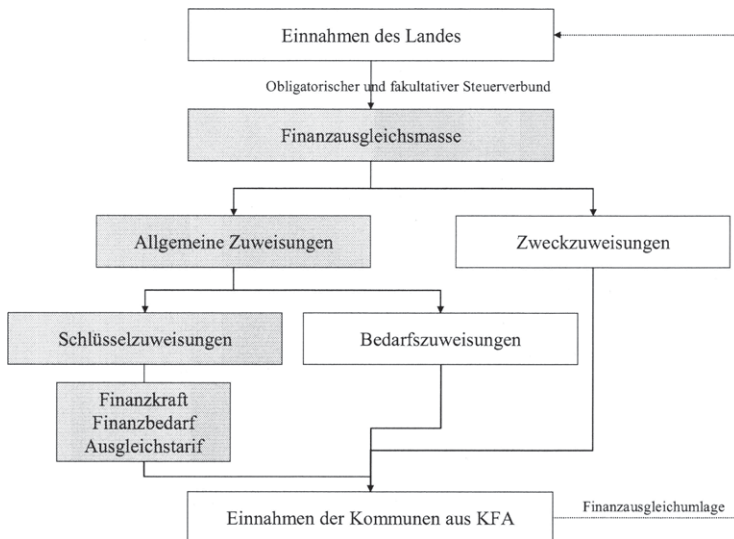 Einnahmen des Landes
Obligatorischer und fakultativer Steuerverbund
Finanzausgleichsmasse
Allgemeine Zuweisungen
Zweckzuweisungen
Schlüsselzuweisungen
Bedarfszuweisungen
Finanzkraft
Finanzbedarf
Ausgleichstarif
Einnahmen der Kommunen aus KFA
Finanzausgleichumlage